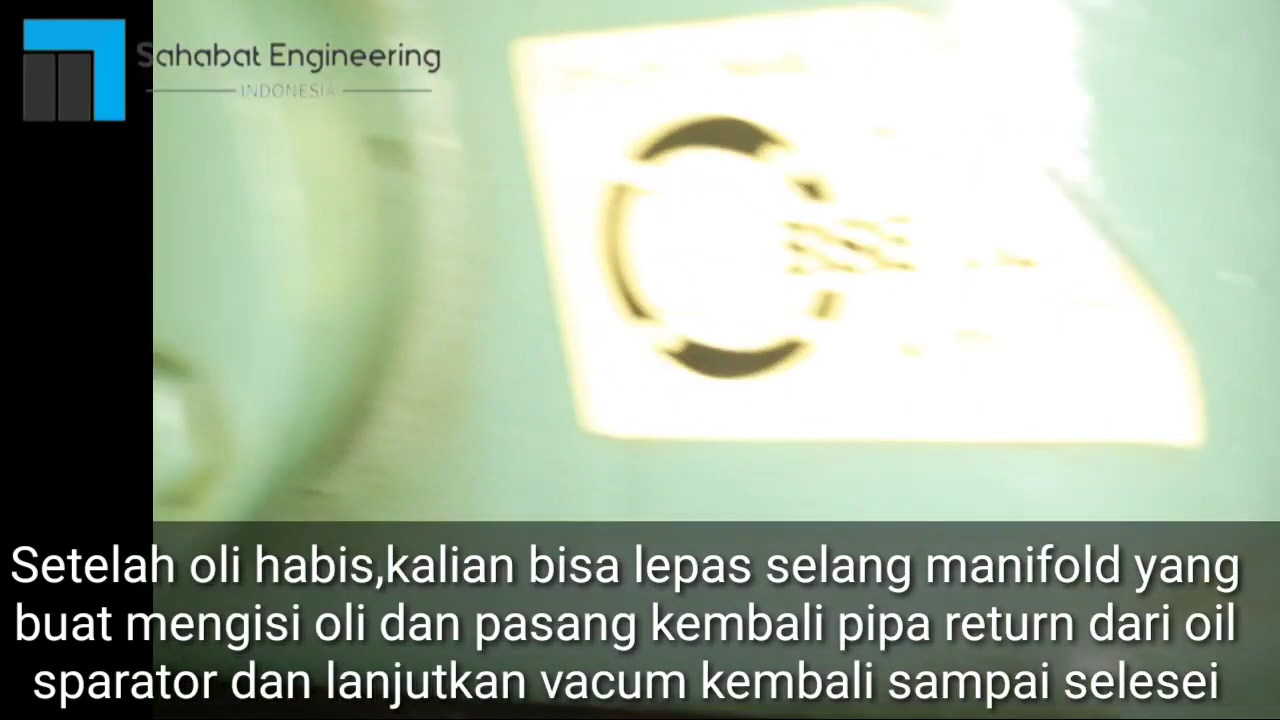 Sahabat Engineering
INDONESIA
Setelah oli habis,kalian bisa lepas selang manifold yang
buat mengisi oli dan pasang kembali pipa return dari oil
sparator dan lanjutkan vacum kembali sampai selesei